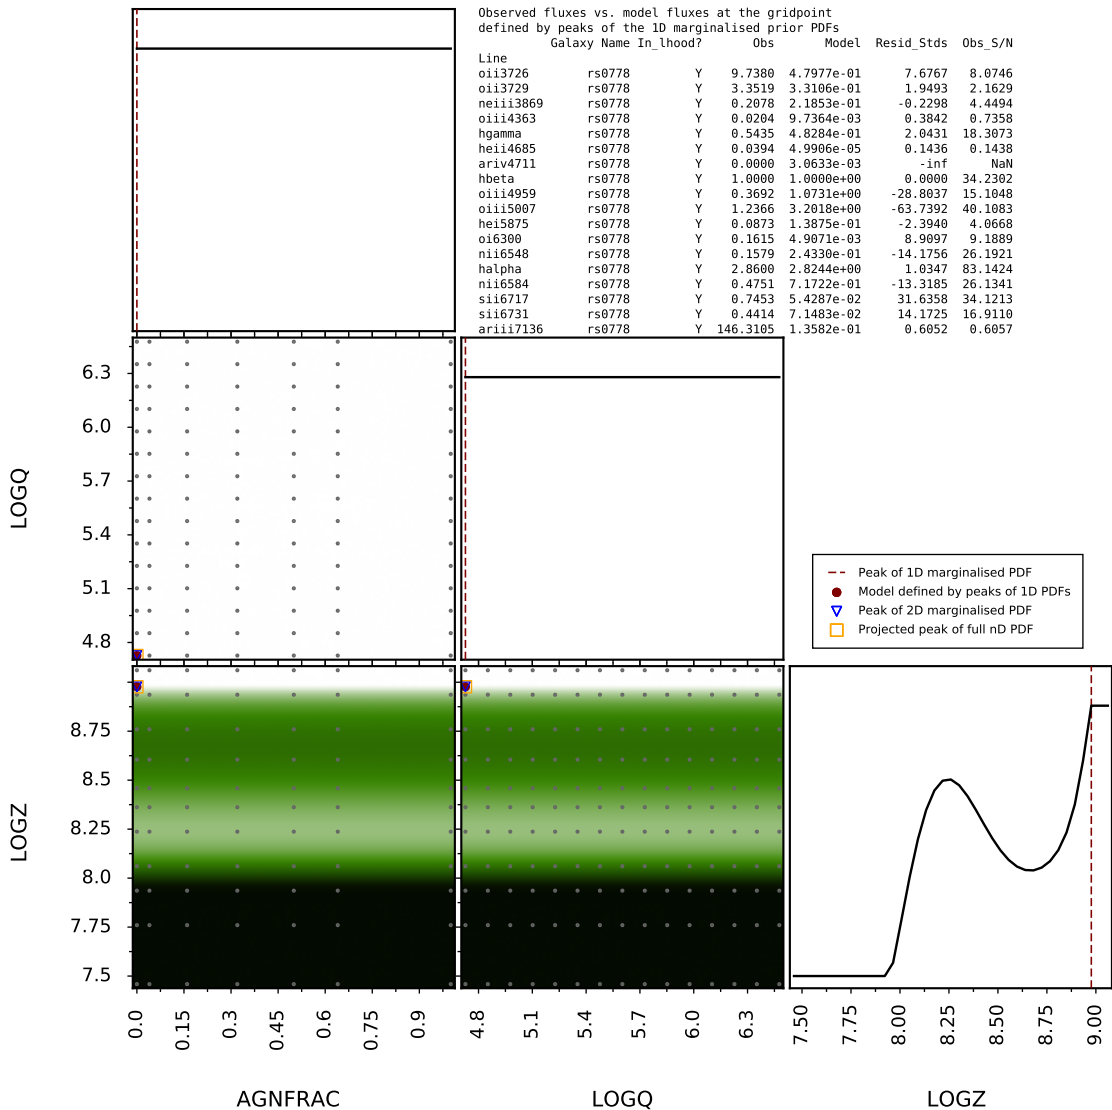 Observed fluxes vs. model fluxes at the gridpoint
defined by peaks of the 1D marginalised prior PDFs
Galaxy Name In_lhood? Obs Model Resid_Stds Obs_S/N
Line
oii3726 rs0778 Y 9.7380 4.7977e-01 7.6767 8.0746
oii3729 rs0778 Y 3.3519 3.3106e-01 1.9493 2.1629
neiii3869 rs0778 Y 0.2078 2.1853e-01 -0.2298 4.4494
oiii4363 rs0778 Y 0.0204 9.7364e-03 0.3842 0.7358
hgamma rs0778 Y 0.5435 4.8284e-01 2.0431 18.3073
heii4685 rs0778 Y 0.0394 4.9906e-05 0.1436 0.1438
ariv4711 rs0778 Y 0.0000 3.0633e-03 -inf NaN
hbeta rs0778 Y 1.0000 1.0000e+00 0.0000 34.2302
oiii4959 rs0778 Y 0.3692 1.0731e+00 -28.8037 15.1048
oiii5007 rs0778 Y 1.2366 3.2018e+00 -63.7392 40.1083
hei5875 rs0778 Y 0.0873 1.3875e-01 -2.3940 4.0668
oi6300 rs0778 Y 0.1615 4.9071e-03 8.9097 9.1889
nii6548 rs0778 Y 0.1579 2.4330e-01 -14.1756 26.1921
halpha rs0778 Y 2.8600 2.8244e+00 1.0347 83.1424
nii6584 rs0778 Y 0.4751 7.1722e-01 -13.3185 26.1341
sii6717 rs0778 Y 0.7453 5.4287e-02 31.6358 34.1213
sii6731 rs0778 Y 0.4414 7.1483e-02 14.1725 16.9110
ariii7136 rs0778 Y 146.3105 1.3582e-01 0.6052 0.6057
6.3
6.0
5.7
5.4
5.1
4.8
LOGQ
Peak of 1D marginalised PDF
Model defined by peaks of 1D PDFs
Peak of 2D marginalised PDF
Projected peak of full nD PDF
8.75
8.5
8.25
8.0
7.75
7.5
LOGZ
0.0 0.15 0.3 0.45 0.6 0.75 0.9
4.8 5.1 5.4 5.7 6.0 6.3
7.50 7.75 8.00 8.25 8.50 8.75 9.00
AGNFRAC LOGQ LOGZ